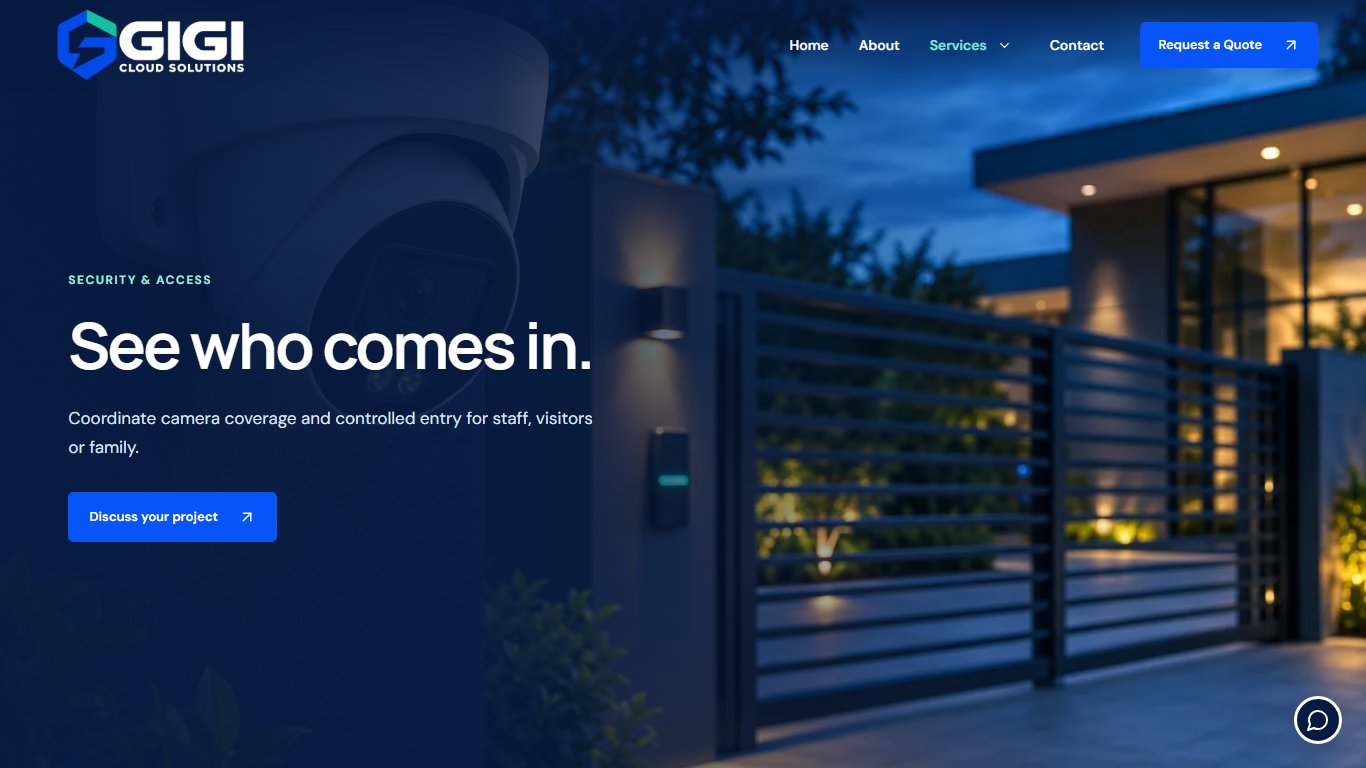 GIGI
CLOUD SOLUTIONS
Home About Services Contact Request a Quote
SECURITY & ACCESS
See who comes in.
Coordinate camera coverage and controlled entry for staff, visitors
or family.
Discuss your project